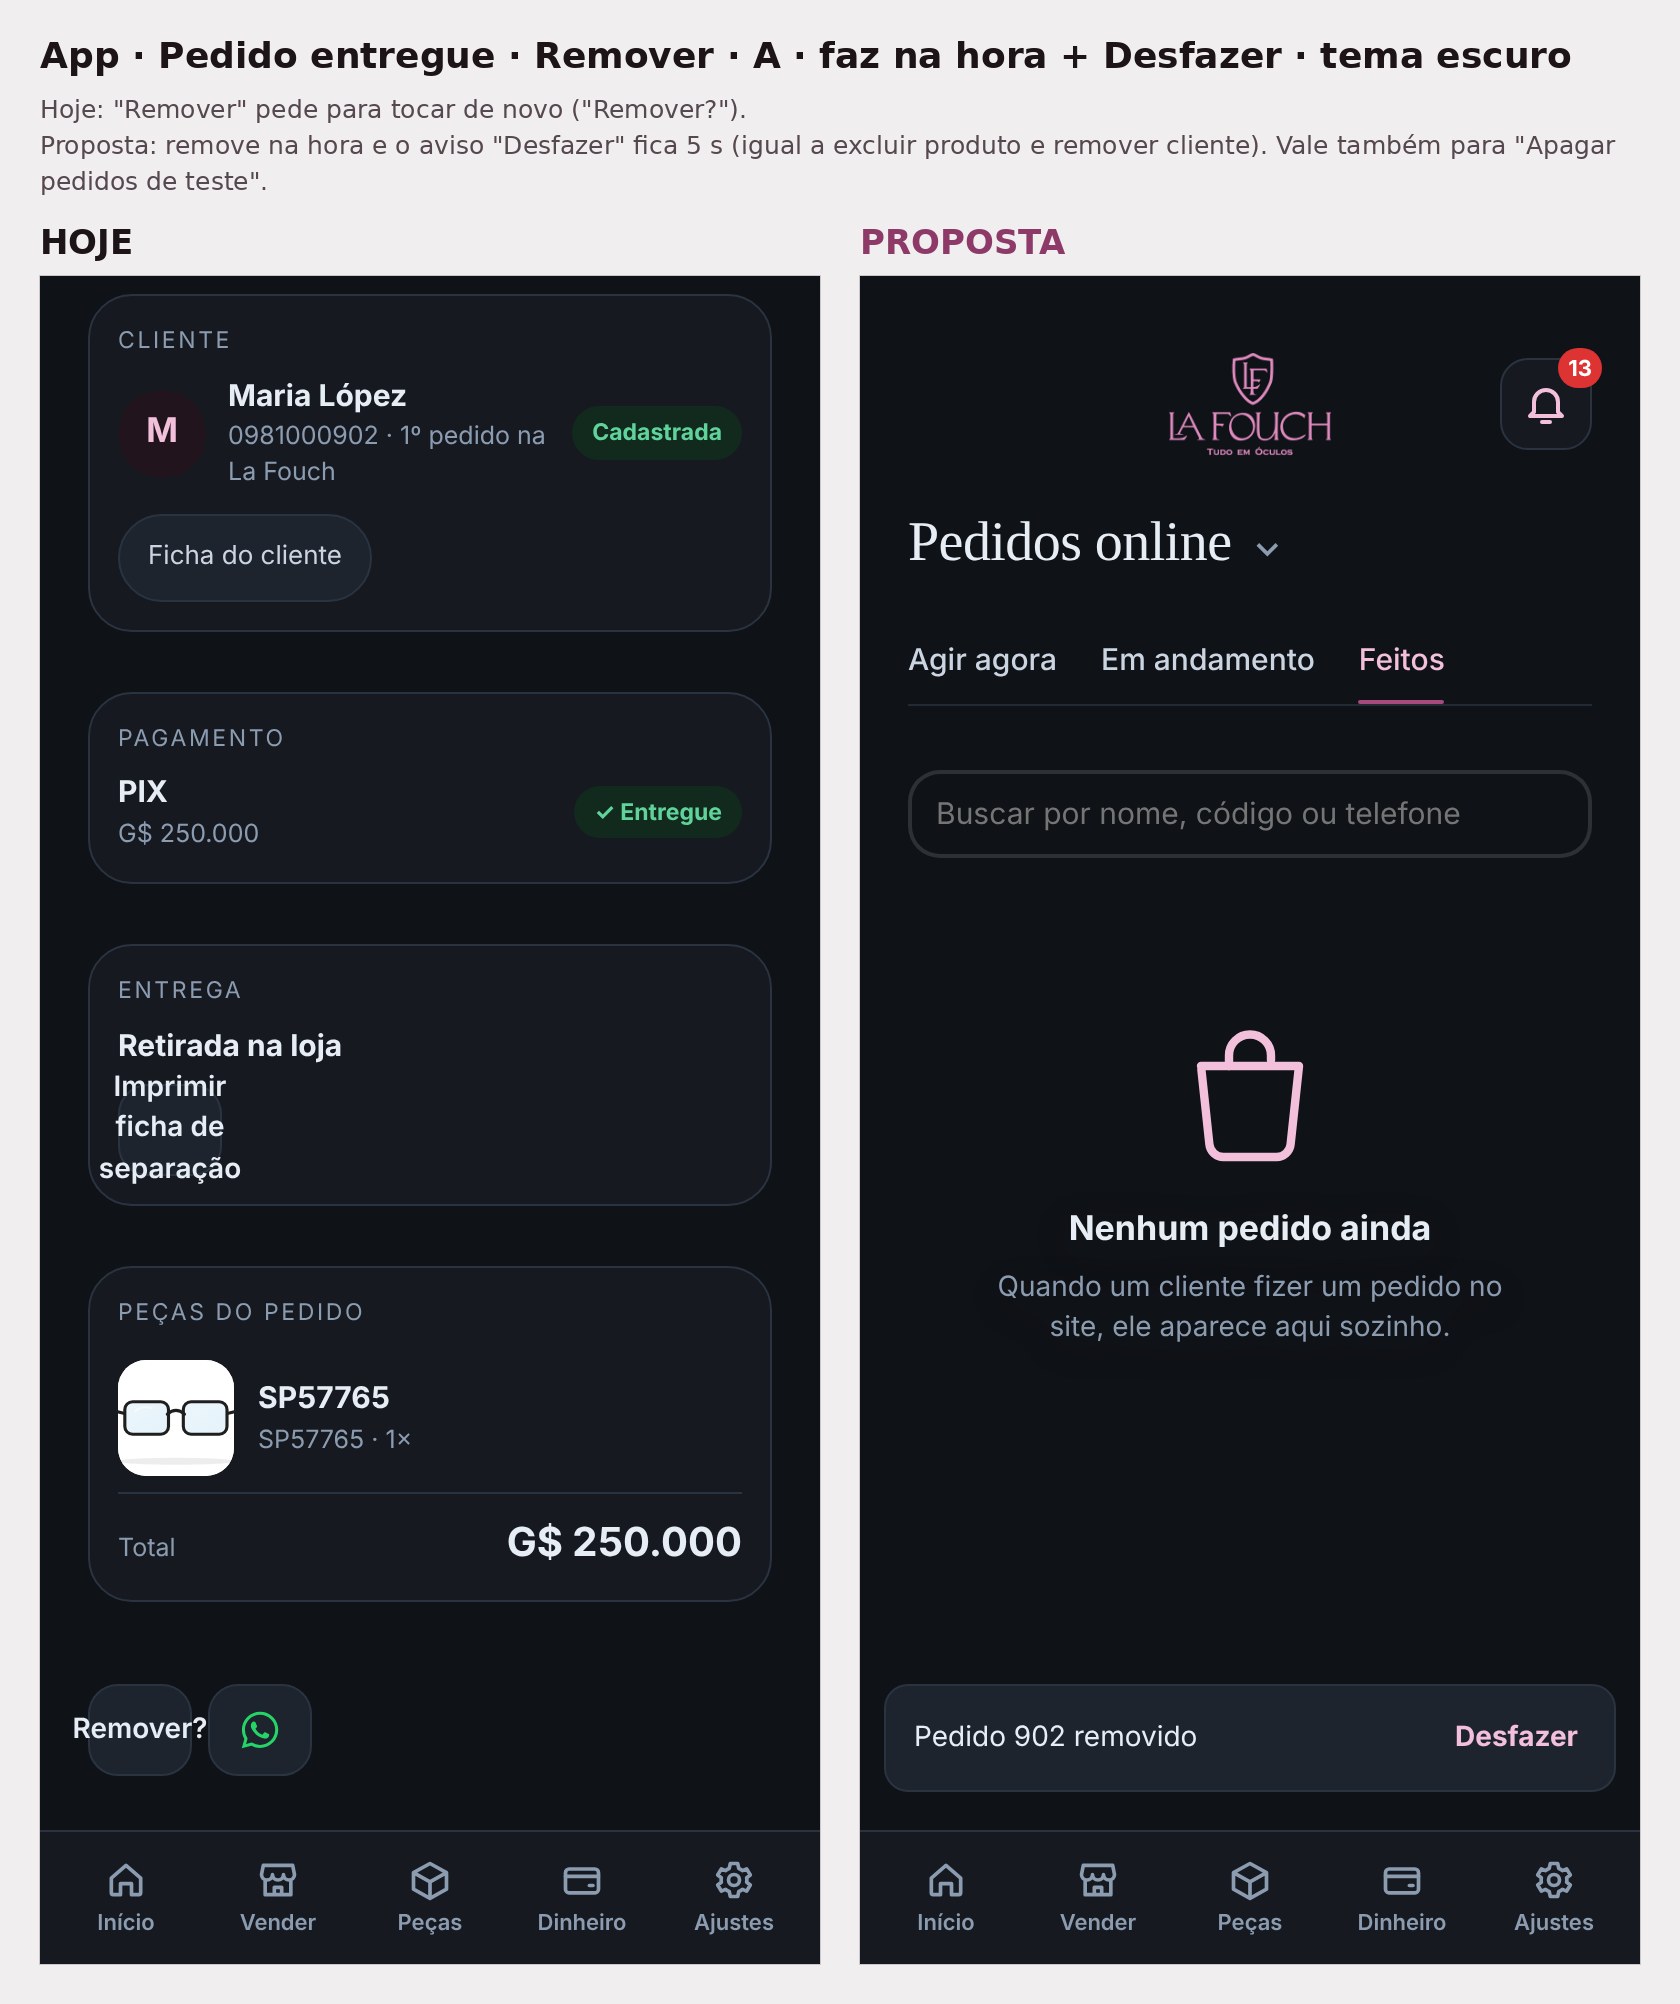 App · Pedido entregue · Remover · A · faz na hora + Desfazer · tema escuro
Hoje: "Remover" pede para tocar de novo ("Remover?").
Proposta: remove na hora e o aviso "Desfazer" fica 5 s (igual a excluir produto e remover cliente). Vale também para "Apagar
pedidos de teste".
HOJE
CLIENTE
M
Maria López
0981000902 · 1º pedido na
La Fouch
Cadastrada
Ficha do cliente
PAGAMENTO
PIX
G$ 250.000
✓ Entregue
ENTREGA
Retirada na loja
Imprimir
ficha de
separação
PEÇAS DO PEDIDO
SP57765
SP57765 · 1×
Total
G$ 250.000
Remover?
Início
Vender
Peças
Dinheiro
Ajustes
PROPOSTA
LF
LA FOUCH
TUDO EM ÓCULOS
13
Pedidos online
Agir agora
Em andamento
Feitos
Buscar por nome, código ou telefone
Nenhum pedido ainda
Quando um cliente fizer um pedido no
site, ele aparece aqui sozinho.
Pedido 902 removido
Desfazer
Início
Vender
Peças
Dinheiro
Ajustes